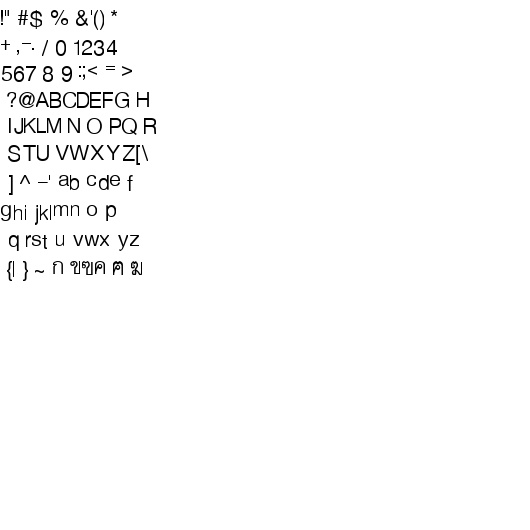 !" #$ % &'() *
+ ,−. / 0 1234
567 8 9 :;< = >
?@ABCDEFG H
IJKLM N O PQ R
STU VWXYZ[\
] ^ −' ab cde f
ghi jklmn o p
q rst u vwx yz
{| } ~ ก ขฃค ฅ ฆ